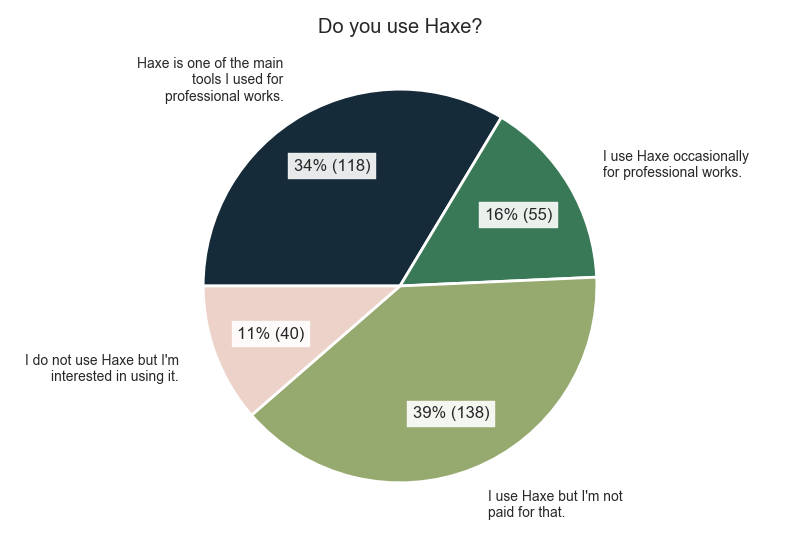 Do you use Haxe?
Haxe is one of the main
tools I used for
professional works.
34% (118)
I use Haxe occasionally
for professional works.
16% (55)
11% (40)
I do not use Haxe but I'm
interested in using it.
39% (138)
I use Haxe but I'm not
paid for that.